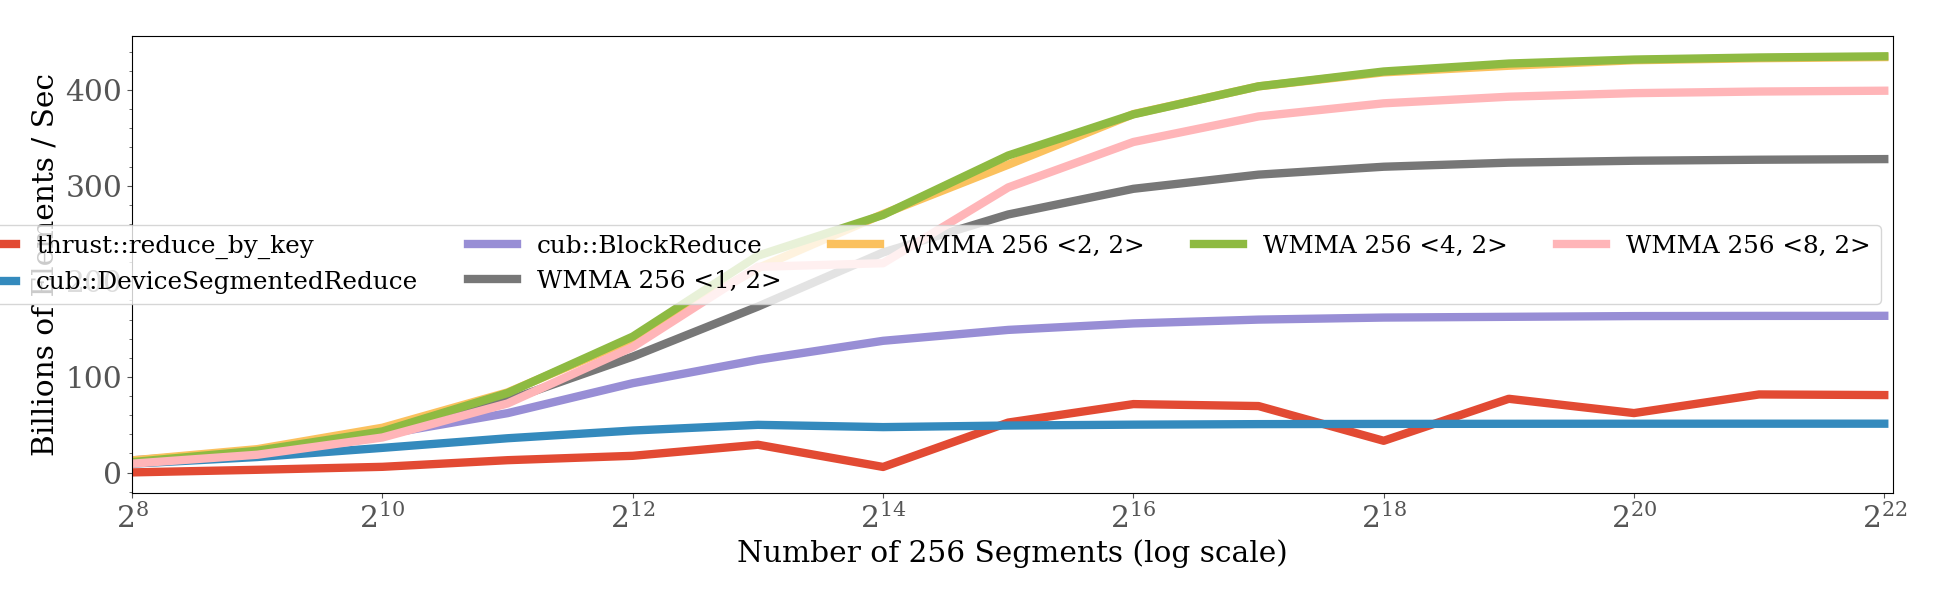 Billions of Elements / Sec
400
300
200
100
0
thrust::reduce_by_key
cub::DeviceSegmentedReduce
cub::BlockReduce
WMMA 256 <1, 2>
WMMA 256 <2, 2>
WMMA 256 <4, 2>
WMMA 256 <8, 2>
2^8 2^10 2^12 2^14 2^16 2^18 2^20 2^22
Number of 256 Segments (log scale)